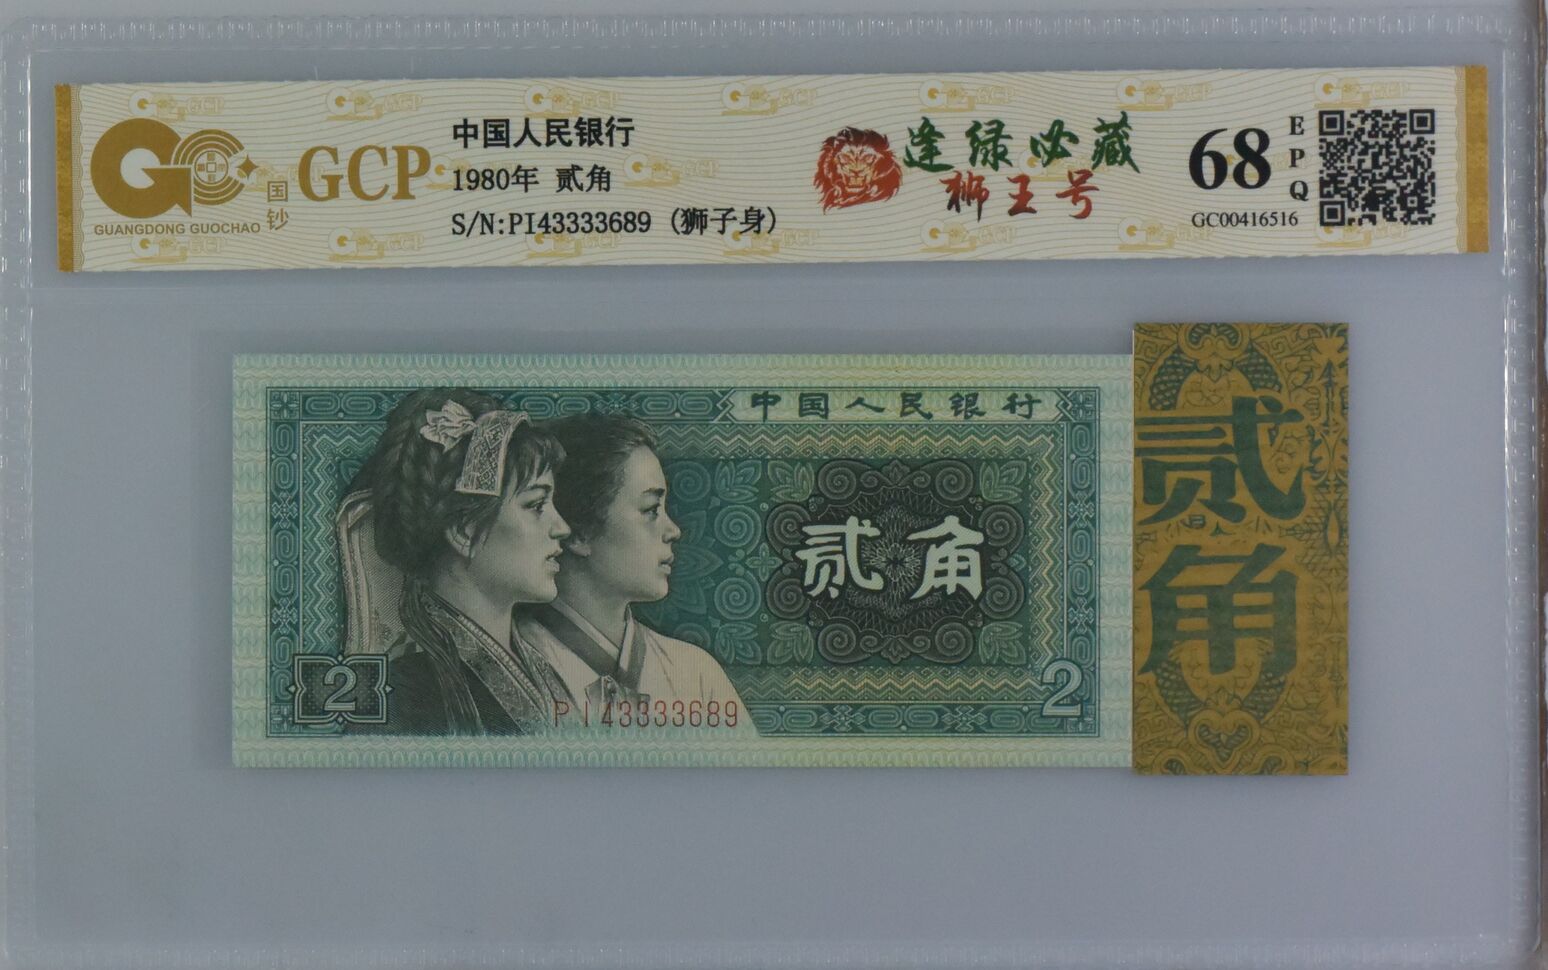 GCP
GUANGDONG GUOCHAO
国钞
中国人民银行
1980年 贰角
S/N:PI43333689 (狮子身)
逢绿必藏
狮王号
68
EPQ
GC00416516
中国人民银行
贰角
2
PI43333689
2
贰角